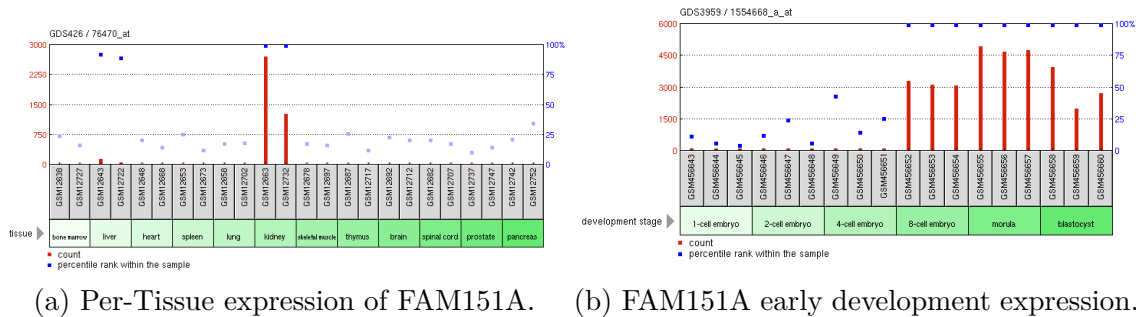 GDS426 / 76470_at
3000
2250
1500
750
0
100%
75
50
25
0
GSM12638
GSM12727
GSM12643
GSM12722
GSM12648
GSM12668
GSM12653
GSM12673
GSM12658
GSM12702
GSM12663
GSM12732
GSM12678
GSM12697
GSM12687
GSM12717
GSM12692
GSM12712
GSM12682
GSM12707
GSM12737
GSM12747
GSM12742
GSM12752
tissue
bone marrow
liver
heart
spleen
lung
kidney
skeletal muscle
thymus
brain
spinal cord
prostate
pancreas
count
percentile rank within the sample
(a) Per-Tissue expression of FAM151A.
GDS3959 / 1554668_a_at
6000
4500
3000
1500
0
100%
75
50
25
0
GSM456643
GSM456644
GSM456645
GSM456646
GSM456647
GSM456648
GSM456649
GSM456650
GSM456651
GSM456652
GSM456653
GSM456654
GSM456655
GSM456656
GSM456657
GSM456658
GSM456659
GSM456660
development stage
1-cell embryo
2-cell embryo
4-cell embryo
8-cell embryo
morula
blastocyst
count
percentile rank within the sample
(b) FAM151A early development expression.